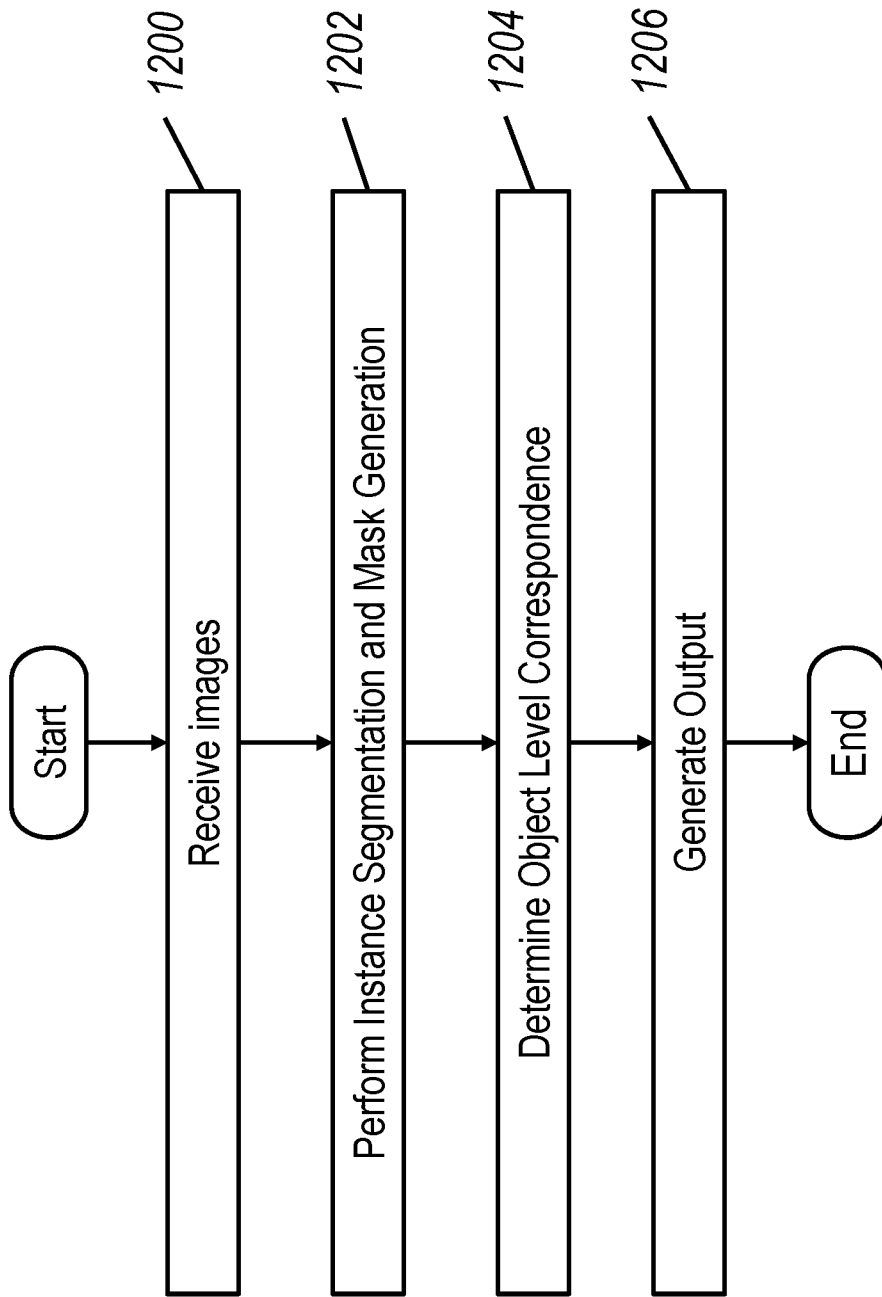 Start
Receive images
1200
Perform Instance Segmentation and Mask Generation
1202
Determine Object Level Correspondence
1204
Generate Output
1206
End